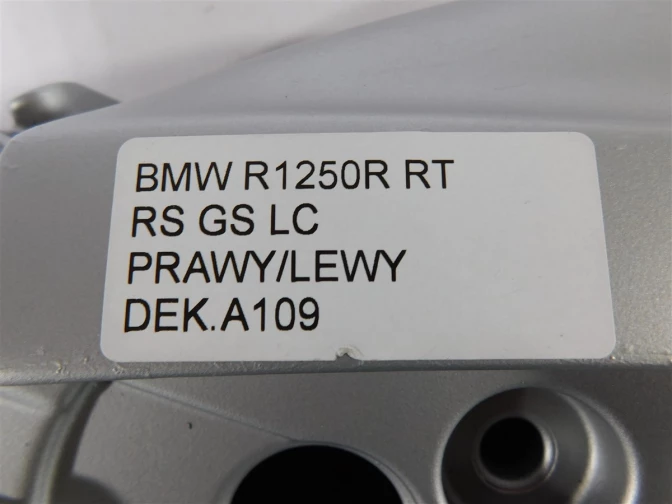 BMW R1250R RT
RS GS LC
PRAWY/LEWY
DEK.A109